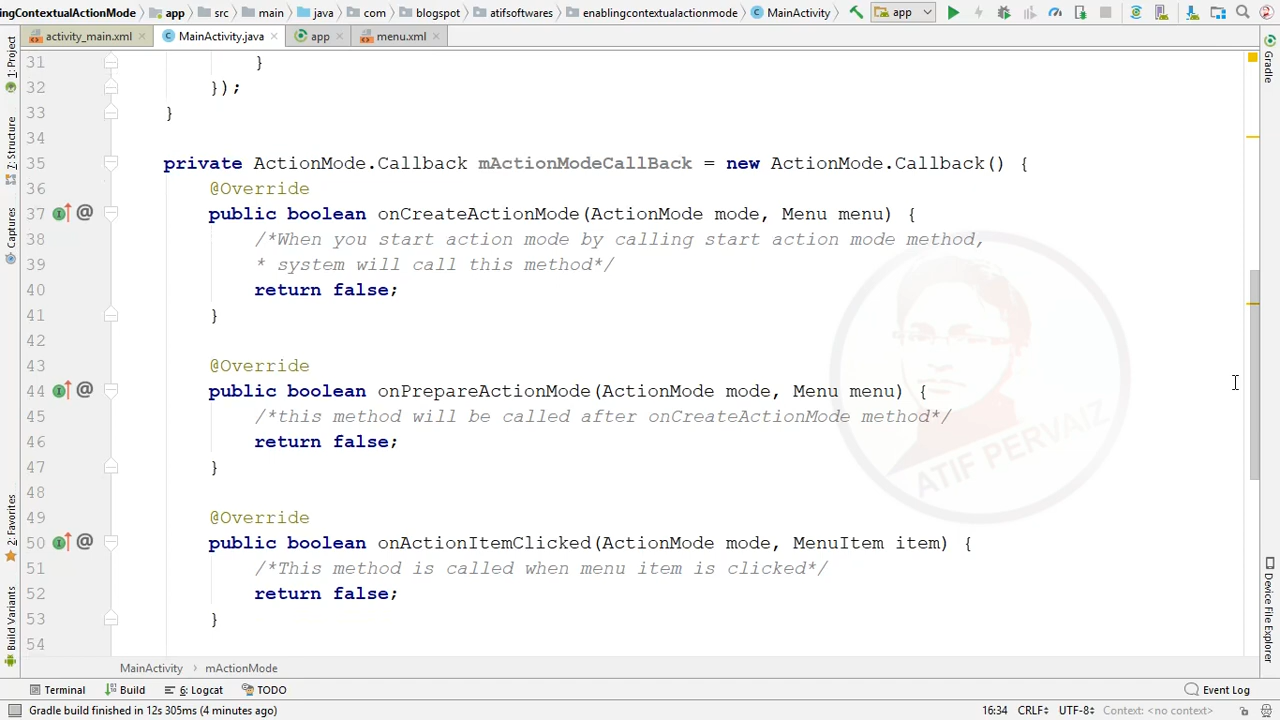 ngContextualActionMode app src main java com blogspot atifsoftwares enablingcontextualactionmode MainActivity app
activity_main.xml MainActivity.java app menu.xml
1: Project
Z: Structure
Captures
2: Favorites
Build Variants
Gradle
Device File Explorer
31 }
32 });
33 }
34
35 private ActionMode.Callback mActionModeCallBack = new ActionMode.Callback() {
36 @Override
37 public boolean onCreateActionMode(ActionMode mode, Menu menu) {
38 /*When you start action mode by calling start action mode method,
39 * system will call this method*/
40 return false;
41 }
42
43 @Override
44 public boolean onPrepareActionMode(ActionMode mode, Menu menu) {
45 /*this method will be called after onCreateActionMode method*/
46 return false;
47 }
48
49 @Override
50 public boolean onActionItemClicked(ActionMode mode, MenuItem item) {
51 /*This method is called when menu item is clicked*/
52 return false;
53 }
54
ATIF PERVAIZ
MainActivity › mActionMode
Terminal Build 6: Logcat TODO Event Log
Gradle build finished in 12s 305ms (4 minutes ago) 16:34 CRLF UTF-8 Context: <no context>